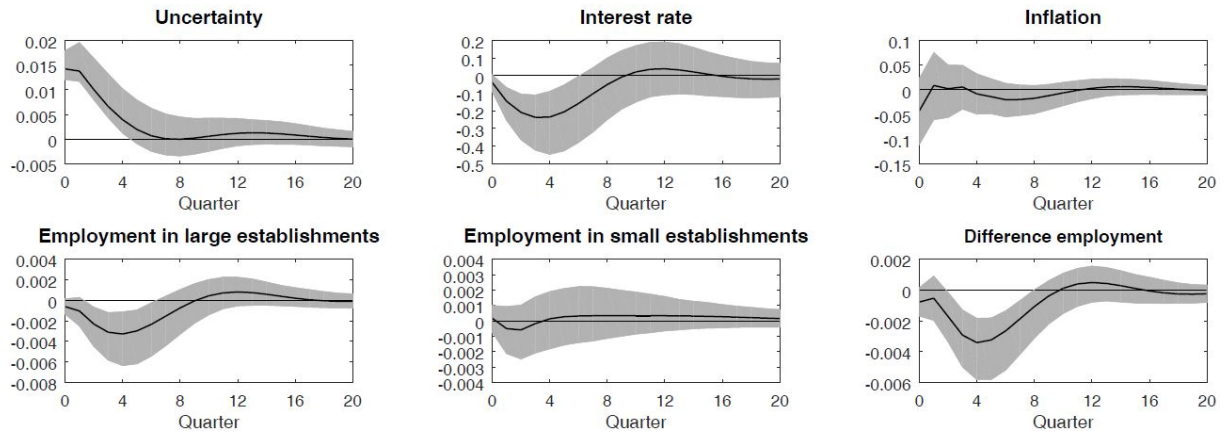 Uncertainty
0.02
0.015
0.01
0.005
0
-0.005
0 4 8 12 16 20
Quarter
Interest rate
0.2
0.1
0
-0.1
-0.2
-0.3
-0.4
-0.5
0 4 8 12 16 20
Quarter
Inflation
0.1
0.05
0
-0.05
-0.1
-0.15
0 4 8 12 16 20
Quarter
Employment in large establishments
0.004
0.002
0
-0.002
-0.004
-0.006
-0.008
0 4 8 12 16 20
Quarter
Employment in small establishments
0.004
0.003
0.002
0.001
0
-0.001
-0.002
-0.003
-0.004
0 4 8 12 16 20
Quarter
Difference employment
0.002
0
-0.002
-0.004
-0.006
0 4 8 12 16 20
Quarter